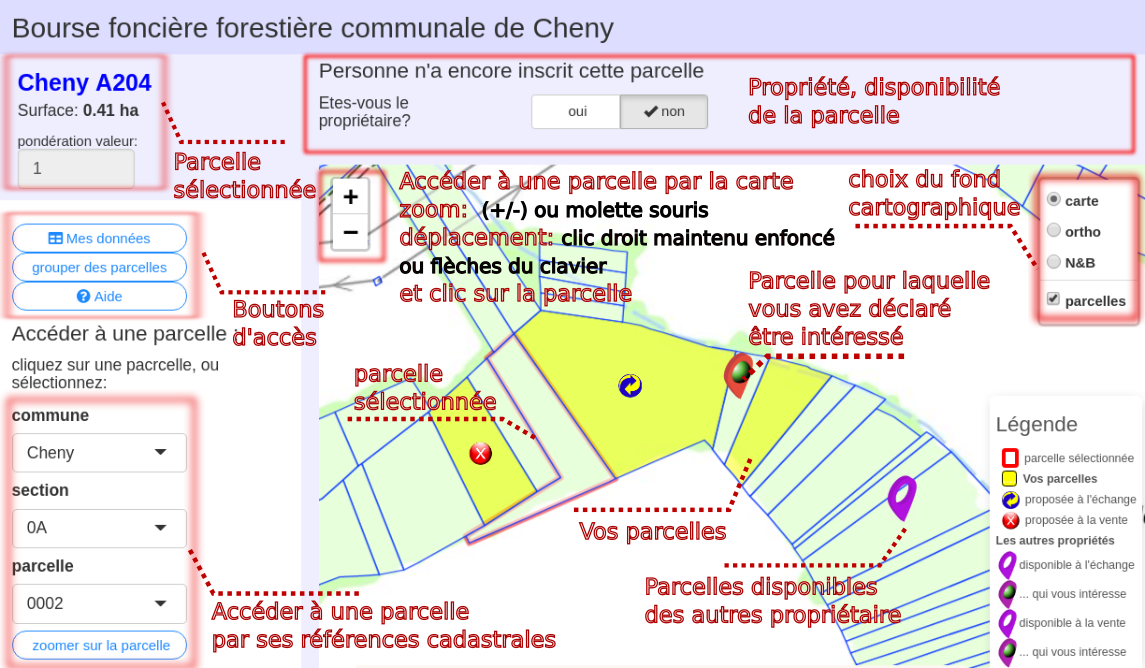 Bourse foncière forestière communale de Cheny
Cheny A204
Surface: 0.41 ha
pondération valeur:
1
Parcelle
sélectionnée
Personne n'a encore inscrit cette parcelle
Etes-vous le
propriétaire?
oui
non
Propriété, disponibilité
de la parcelle
+
−
Accéder à une parcelle par la carte
zoom: (+/-) ou molette souris
déplacement: clic droit maintenu enfoncé
ou flèches du clavier
et clic sur la parcelle
choix du fond
cartographique
carte
ortho
N&B
parcelles
Mes données
grouper des parcelles
Aide
Boutons
d'accès
Accéder à une parcelle :
cliquez sur une pacrcelle, ou
sélectionnez:
commune
Cheny
section
0A
parcelle
0002
zoomer sur la parcelle
Accéder à une parcelle
par ses références cadastrales
parcelle
sélectionnée
X
Parcelle pour laquelle
vous avez déclaré
être intéressé
Vos parcelles
Parcelles disponibles
des autres propriétaire
Légende
parcelle sélectionnée
Vos parcelles
proposée à l'échange
X proposée à la vente
Les autres propriétés
disponible à l'échange
... qui vous intéresse
disponible à la vente
... qui vous intéresse